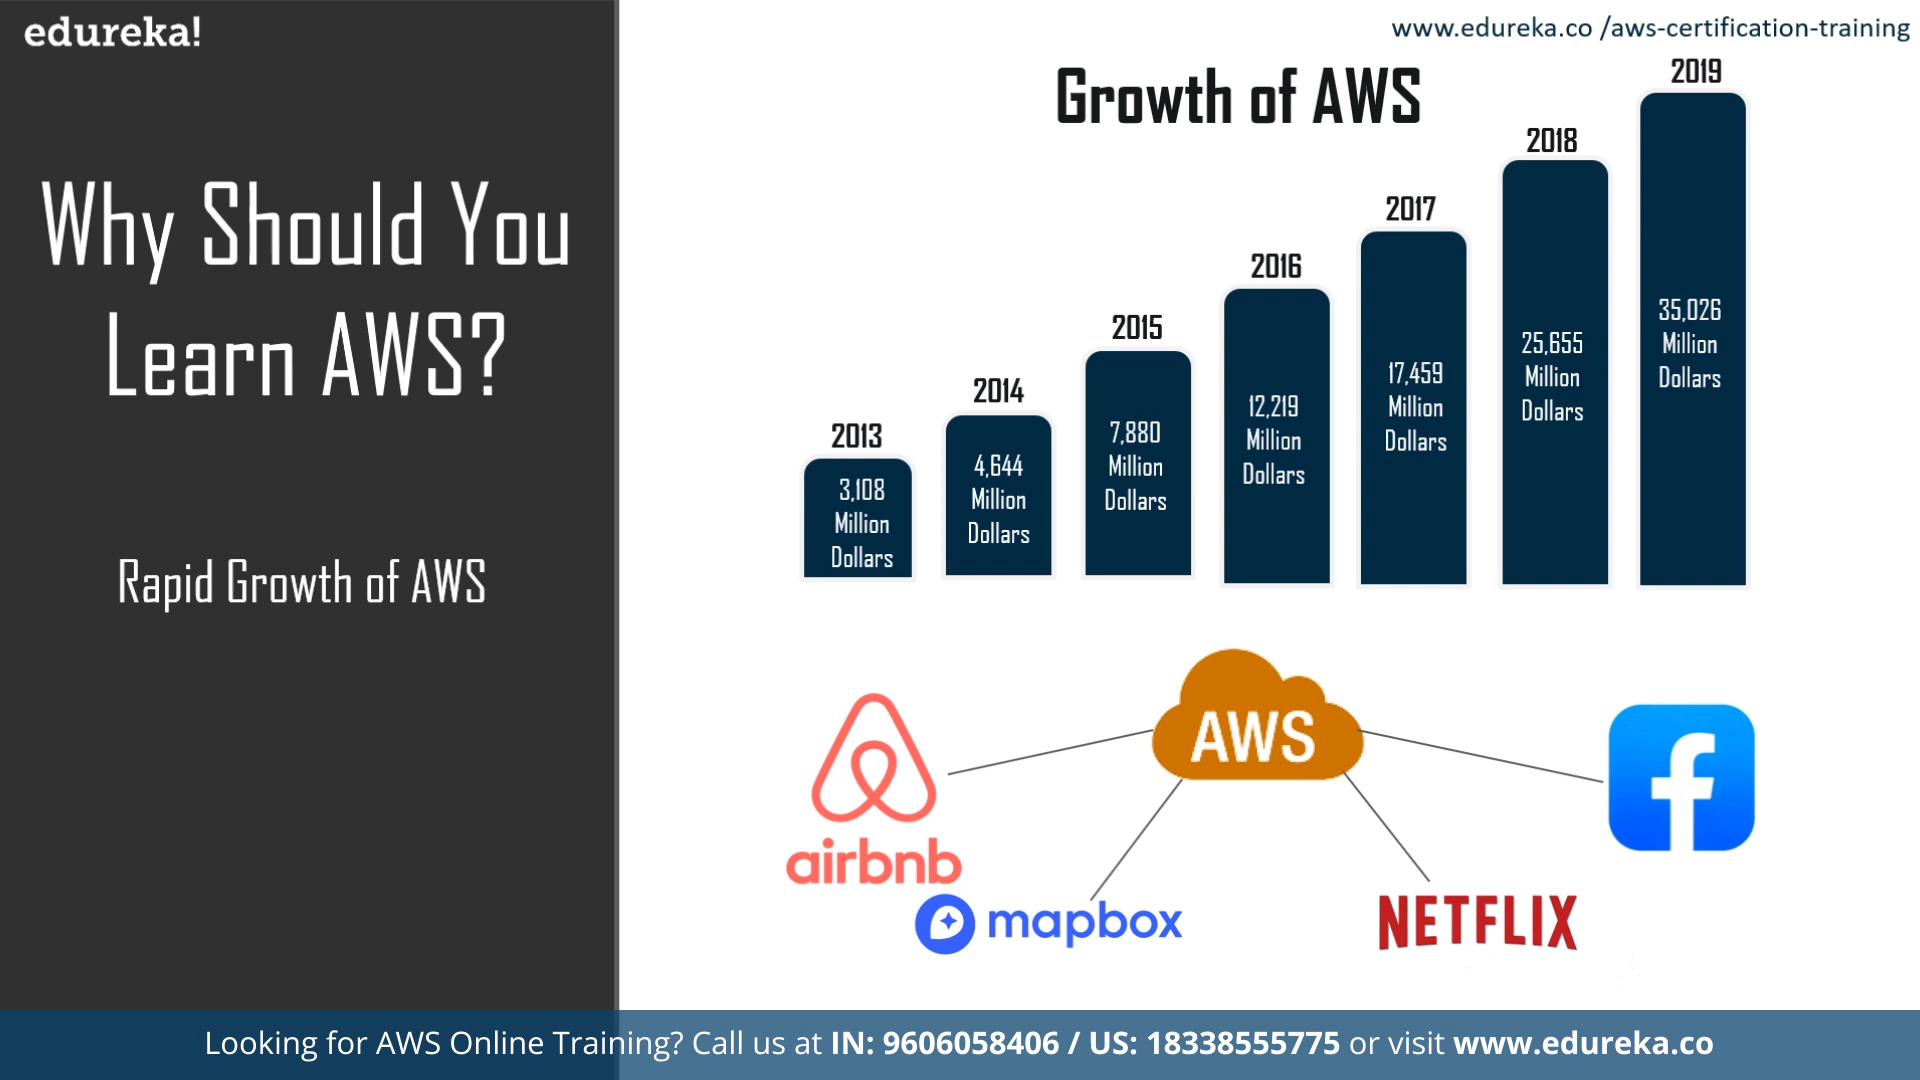 edureka!
www.edureka.co /aws-certification-training
Why Should You
Learn AWS?
Rapid Growth of AWS
Growth of AWS
2013
3,108
Million
Dollars
2014
4,644
Million
Dollars
2015
7,880
Million
Dollars
2016
12,219
Million
Dollars
2017
17,459
Million
Dollars
2018
25,655
Million
Dollars
2019
35,026
Million
Dollars
AWS
airbnb
mapbox
NETFLIX
f
Looking for AWS Online Training? Call us at IN: 9606058406 / US: 18338555775 or visit www.edureka.co